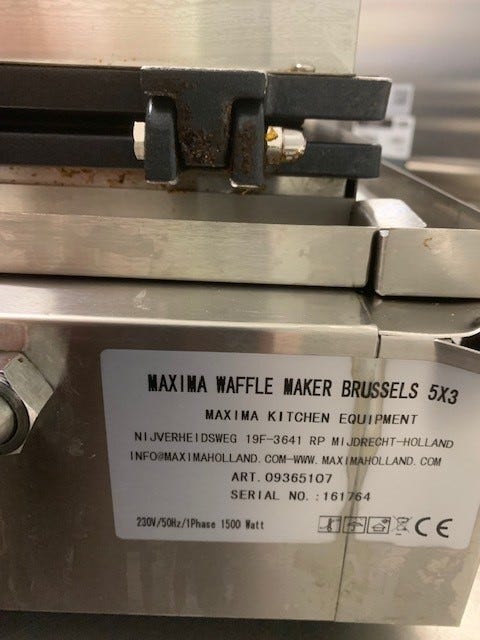 MAXIMA WAFFLE MAKER BRUSSELS 5X3
MAXIMA KITCHEN EQUIPMENT
NIJVERHEIDSWEG 19F-3641 RP MIJDRECHT-HOLLAND
INFO@MAXIMAHOLLAND.COM-WWW.MAXIMAHOLLAND.COM
ART. 09365107
SERIAL NO. :161764
230V/50Hz/1Phase 1500 Watt CE